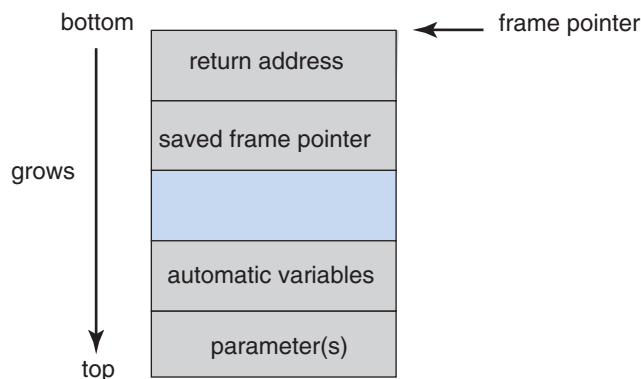 bottom
frame pointer
return address
saved frame pointer
grows
automatic variables
parameter(s)
top